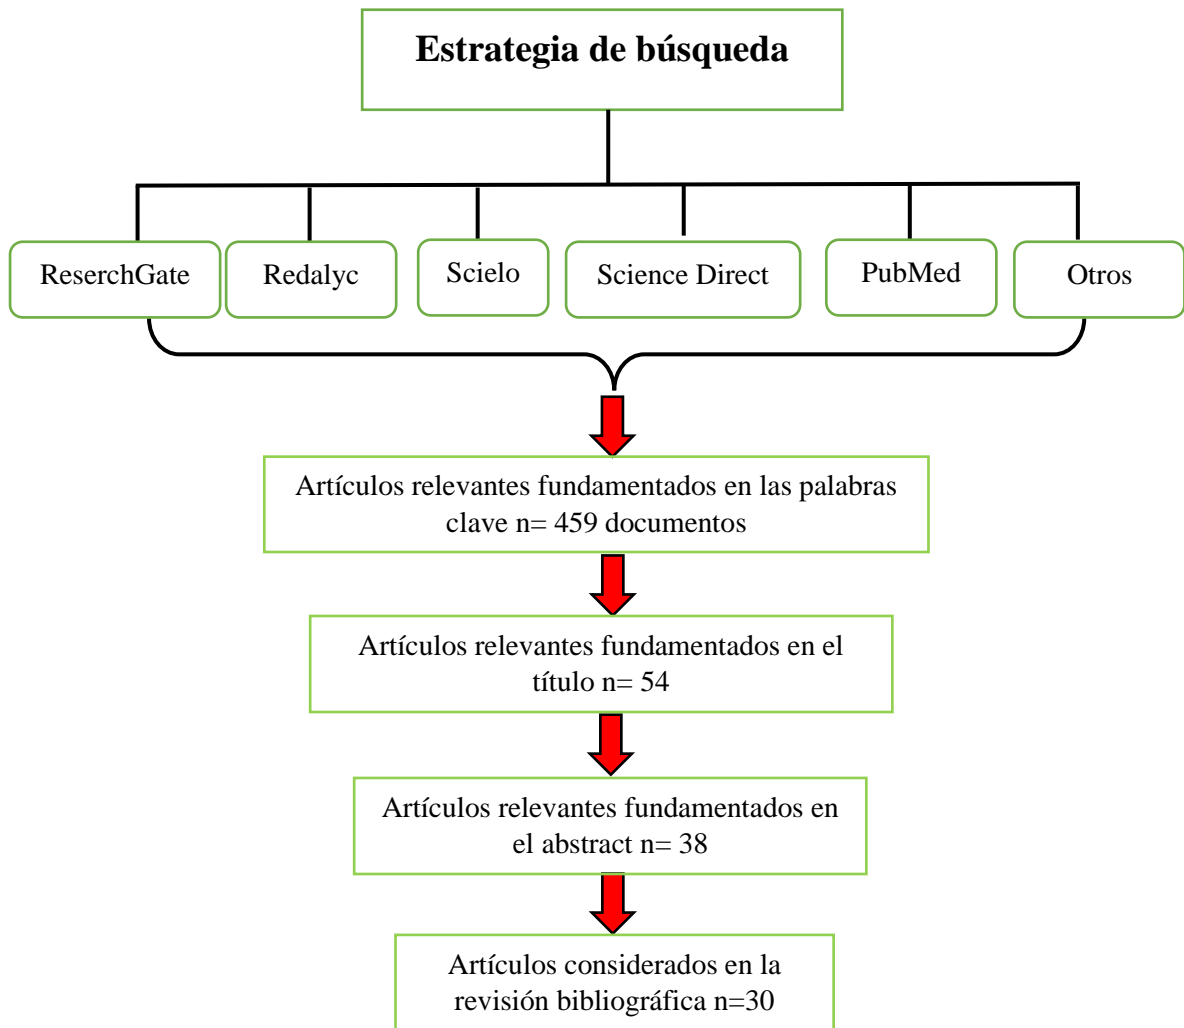 Estrategia de búsqueda
ReserchGate
Redalyc
Scielo
Science Direct
PubMed
Otros
Artículos relevantes fundamentados en las palabras
clave n= 459 documentos
Artículos relevantes fundamentados en el
título n= 54
Artículos relevantes fundamentados en
el abstract n= 38
Artículos considerados en la
revisión bibliográfica n=30